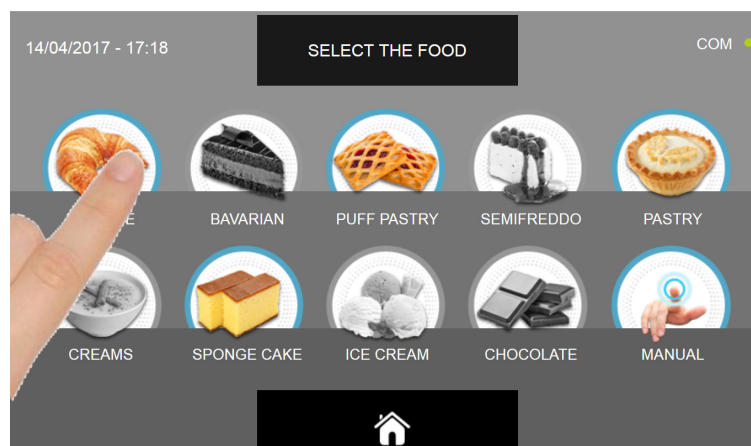 14/04/2017 - 17:18
SELECT THE FOOD
COM
BAVARIAN
PUFF PASTRY
SEMIFREDDO
PASTRY
CREAMS
SPONGE CAKE
ICE CREAM
CHOCOLATE
MANUAL